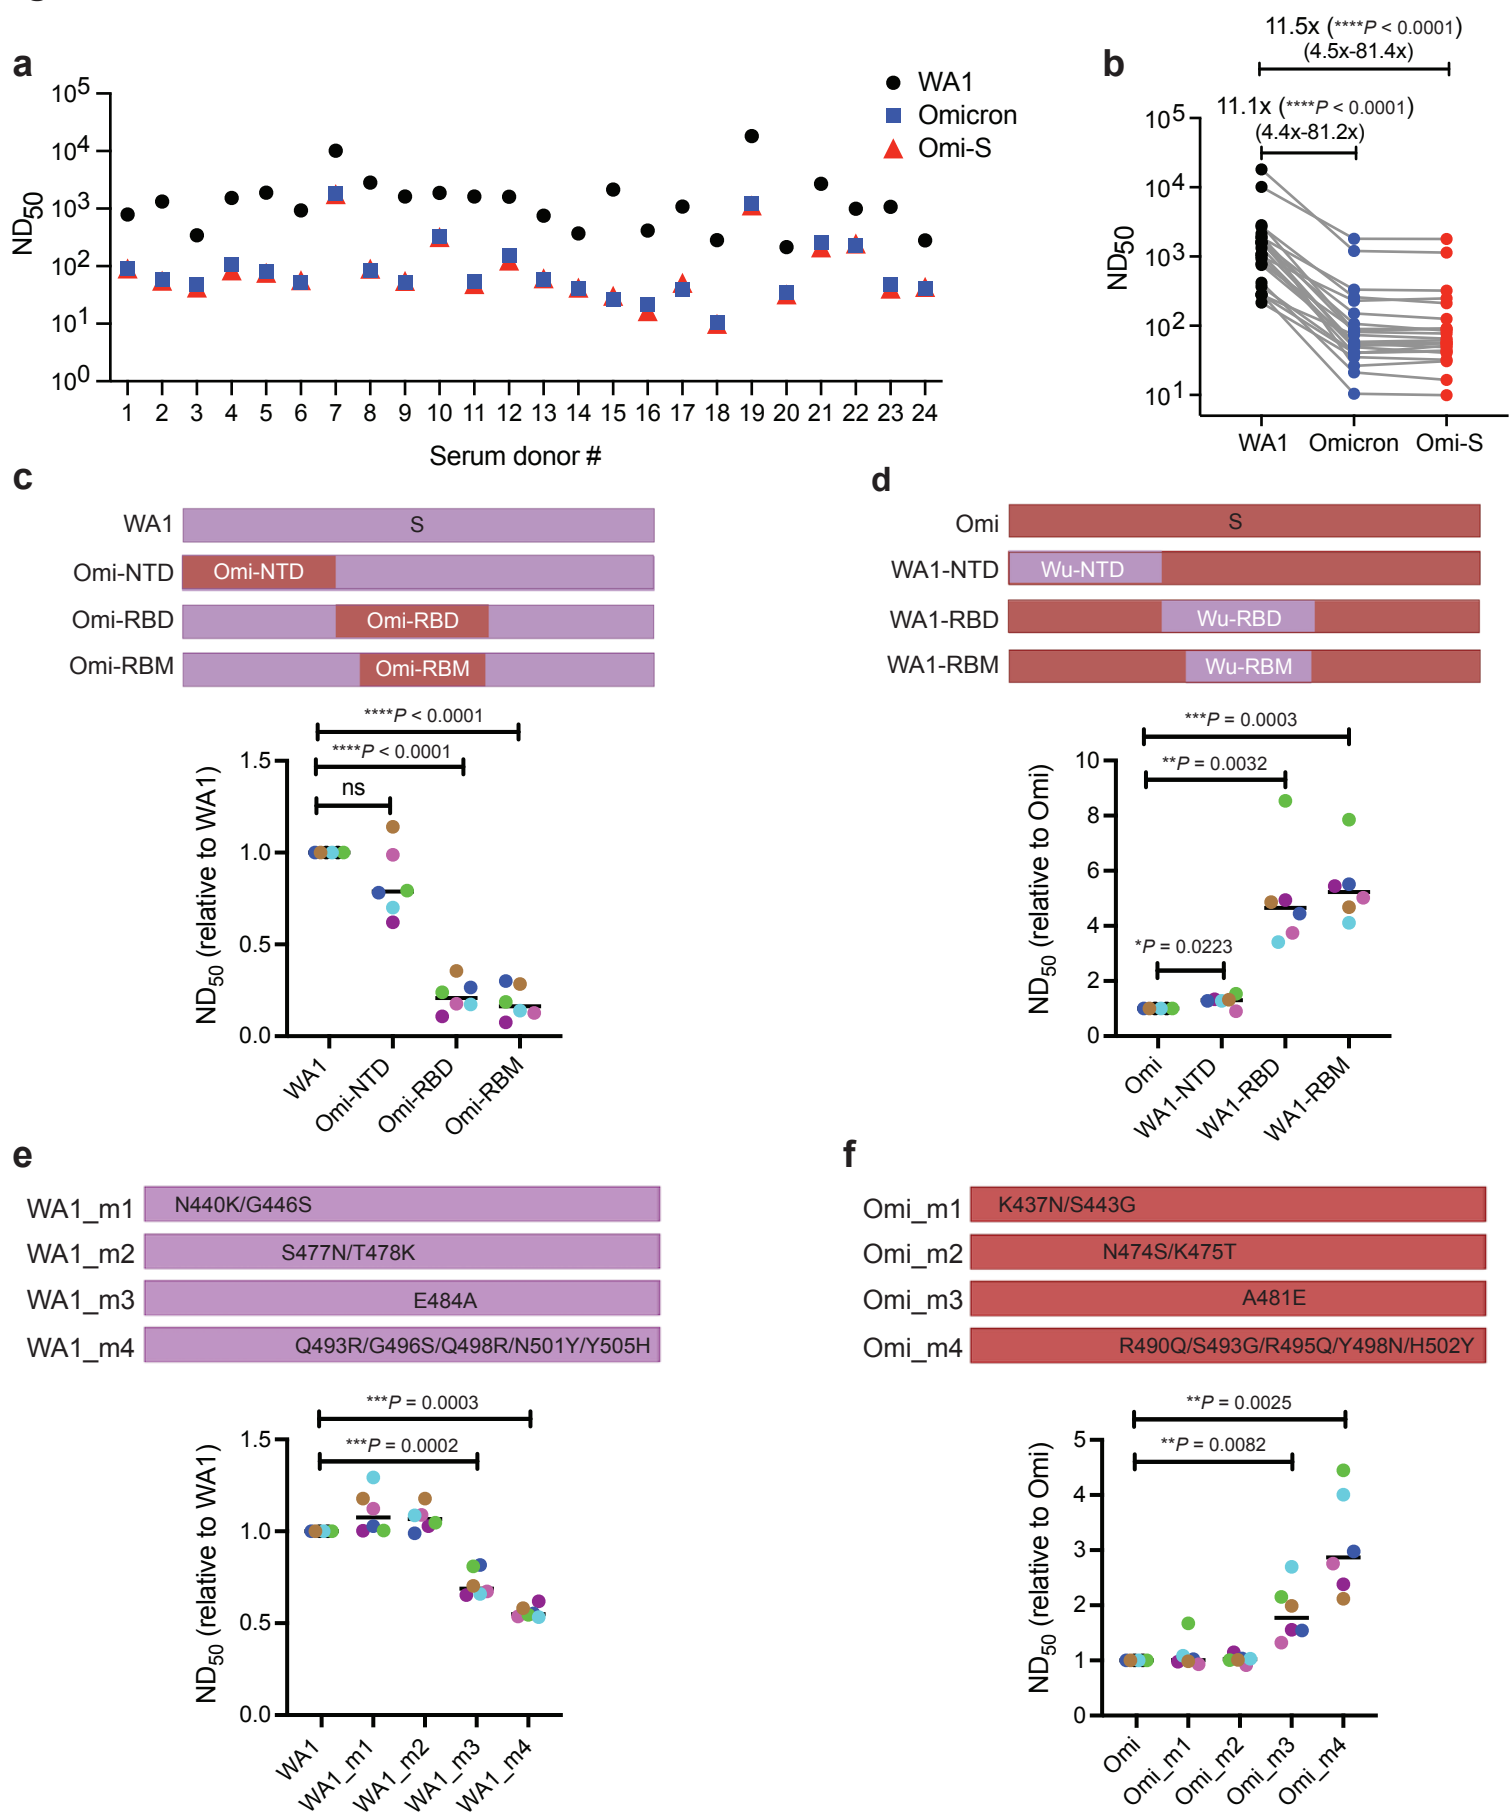 a
WA1
Omicron
Omi-S
ND50
10^5
10^4
10^3
10^2
10^1
10^0
1 2 3 4 5 6 7 8 9 10 11 12 13 14 15 16 17 18 19 20 21 22 23 24
Serum donor #
b
11.5x (****P < 0.0001)
(4.5x-81.4x)
11.1x (****P < 0.0001)
(4.4x-81.2x)
ND50
10^5
10^4
10^3
10^2
10^1
WA1 Omicron Omi-S
c
WA1 S
Omi-NTD Omi-NTD
Omi-RBD Omi-RBD
Omi-RBM Omi-RBM
****P < 0.0001
****P < 0.0001
ns
ND50 (relative to WA1)
1.5
1.0
0.5
0.0
WA1 Omi-NTD Omi-RBD Omi-RBM
d
Omi S
WA1-NTD Wu-NTD
WA1-RBD Wu-RBD
WA1-RBM Wu-RBM
***P = 0.0003
**P = 0.0032
*P = 0.0223
ND50 (relative to Omi)
10
8
6
4
2
0
Omi WA1-NTD WA1-RBD WA1-RBM
e
WA1_m1 N440K/G446S
WA1_m2 S477N/T478K
WA1_m3 E484A
WA1_m4 Q493R/G496S/Q498R/N501Y/Y505H
***P = 0.0003
***P = 0.0002
ND50 (relative to WA1)
1.5
1.0
0.5
0.0
WA1 WA1_m1 WA1_m2 WA1_m3 WA1_m4
f
Omi_m1 K437N/S443G
Omi_m2 N474S/K475T
Omi_m3 A481E
Omi_m4 R490Q/S493G/R495Q/Y498N/H502Y
**P = 0.0025
**P = 0.0082
ND50 (relative to Omi)
5
4
3
2
1
0
Omi Omi_m1 Omi_m2 Omi_m3 Omi_m4